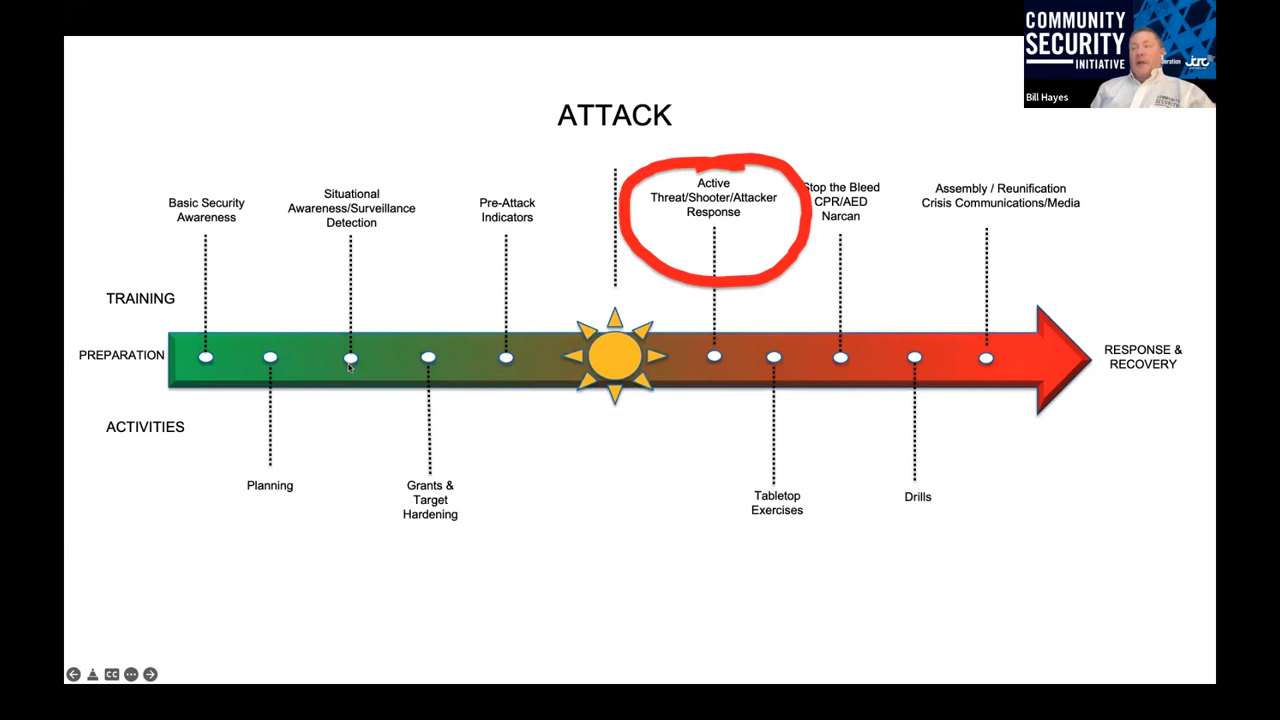 COMMUNITY
SECURITY
INITIATIVE
jcrc
Bill Hayes
ATTACK
Basic Security
Awareness
Situational
Awareness/Surveillance
Detection
Pre-Attack
Indicators
Active
Threat/Shooter/Attacker
Response
Stop the Bleed
CPR/AED
Narcan
Assembly / Reunification
Crisis Communications/Media
TRAINING
PREPARATION
RESPONSE &
RECOVERY
ACTIVITIES
Planning
Grants &
Target
Hardening
Tabletop
Exercises
Drills
CC